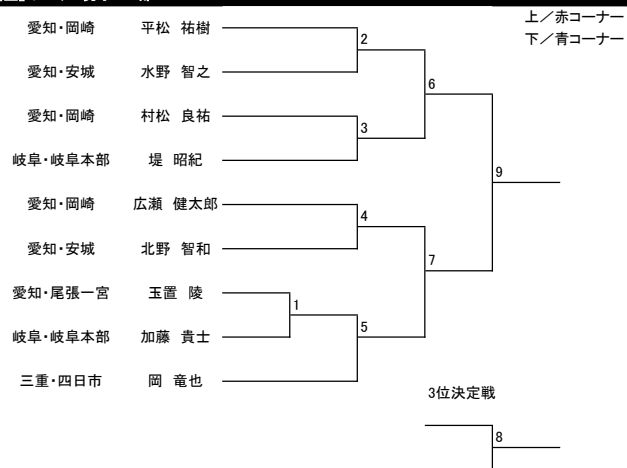 上／赤コーナー
下／青コーナー
愛知・岡崎 平松 祐樹
2
愛知・安城 水野 智之
6
愛知・岡崎 村松 良祐
3
岐阜・岐阜本部 堤 昭紀
9
愛知・岡崎 広瀬 健太郎
4
愛知・安城 北野 智和
7
愛知・尾張一宮 玉置 陵
1
岐阜・岐阜本部 加藤 貴士
5
三重・四日市 岡 竜也
3位決定戦
8